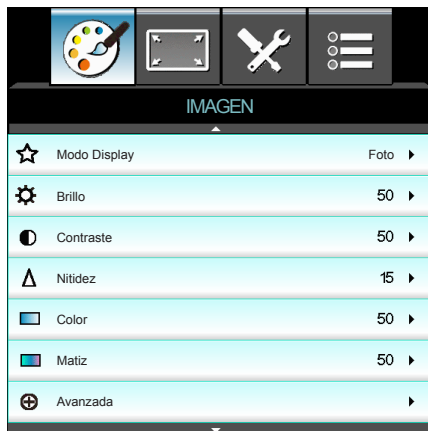 IMAGEN
Modo Display Foto
Brillo 50
Contraste 50
Nitidez 15
Color 50
Matiz 50
Avanzada